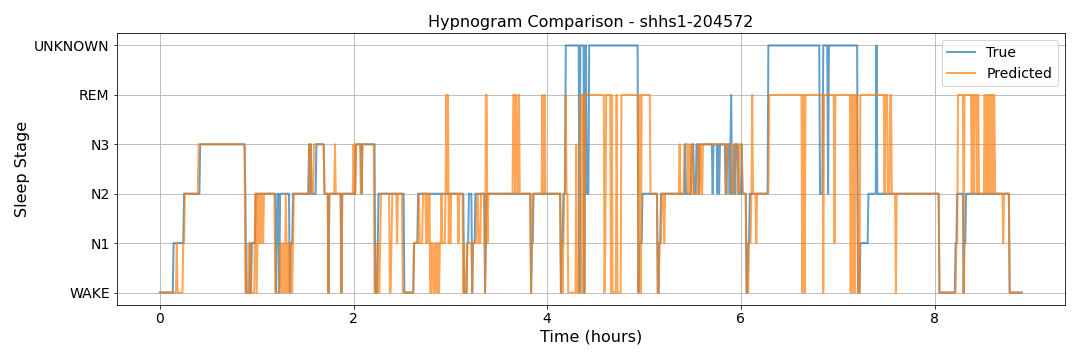 Hypnogram Comparison - shhs1-204572
UNKNOWN
REM
N3
N2
N1
WAKE
Sleep Stage
True
Predicted
0
2
4
6
8
Time (hours)